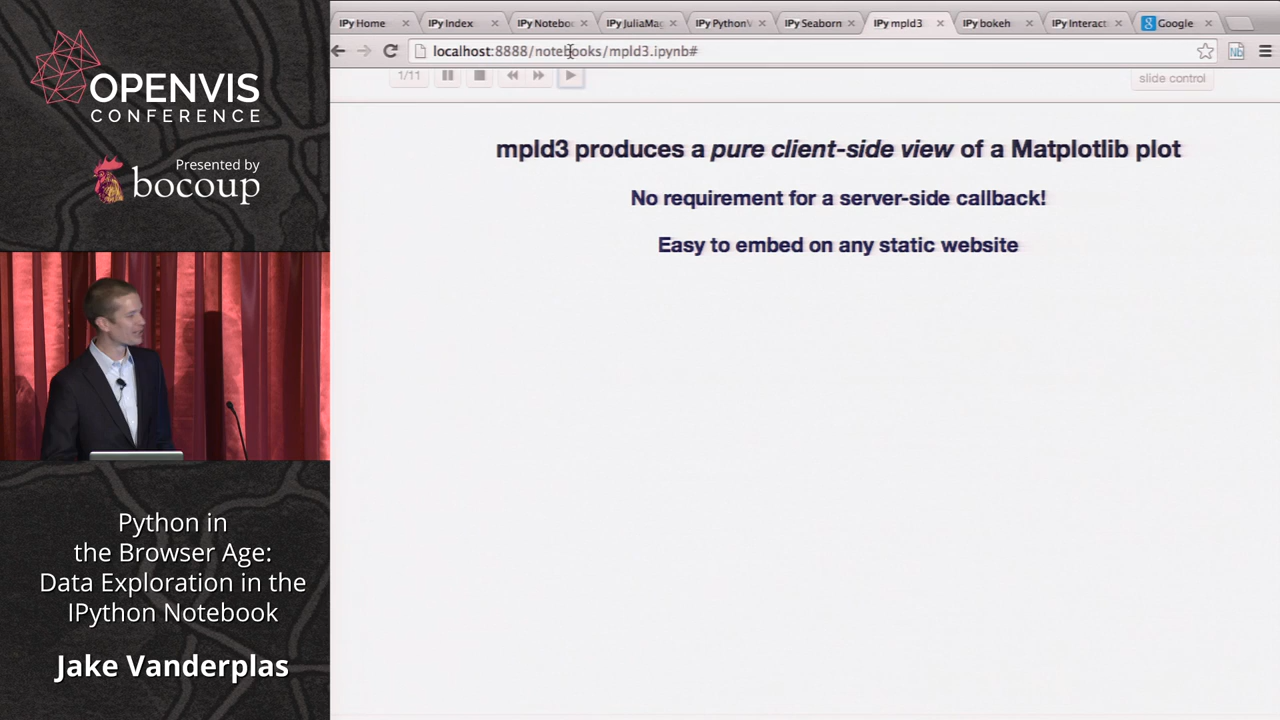 OPENVIS
CONFERENCE
Presented by
bocoup
Python in
the Browser Age:
Data Exploration in the
IPython Notebook
Jake Vanderplas
IPy Home
IPy Index
IPy Noteboo
IPy JuliaMag
IPy PythonV
IPy Seaborn
IPy mpld3
IPy bokeh
IPy Interact
Google
localhost:8888/notebooks/mpld3.ipynb#
1/11
slide control
mpld3 produces a pure client-side view of a Matplotlib plot
No requirement for a server-side callback!
Easy to embed on any static website